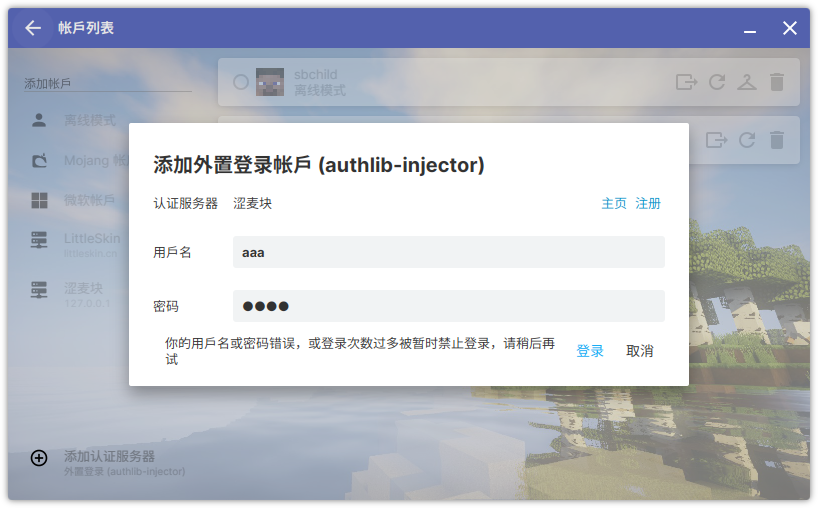 帐戶列表
添加帐戶
离线模式
Mojang 帐
微软帐戶
LittleSkin
littleskin.cn
涩麦块
127.0.0.1
添加认证服务器
外置登录 (authlib-injector)
sbchild
离线模式
添加外置登录帐戶 (authlib-injector)
认证服务器 涩麦块 主页 注册
用戶名 aaa
密码 ●●●●
你的用戶名或密码错误，或登录次数过多被暂时禁止登录，请稍后再
试
登录 取消